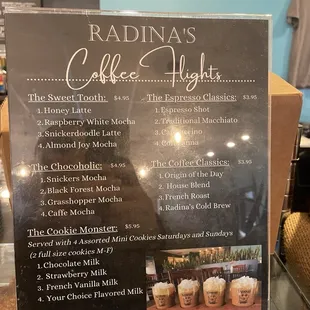 RADINA'S
Coffee Flights
The Sweet Tooth: $4.95
1. Honey Latte
2. Raspberry White Mocha
3. Snickerdoodle Latte
4. Almond Joy Mocha
The Espresso Classics: $3.95
1. Espresso Shot
2. Traditional Macchiato
3.
4.
The Chocoholic: $4.95
1. Snickers Mocha
2. Black Forest Mocha
3. Grasshopper Mocha
4. Caffe Mocha
The Coffee Classics: $3.95
1. Origin of the Day
2. House Blend
3. French Roast
4. Radina's Cold Brew
The Cookie Monster: $5.95
Served with 4 Assorted Mini Cookies Saturdays and Sundays
(2 full size cookies M-F)
1. Chocolate Milk
2. Strawberry Milk
3. French Vanilla Milk
4. Your Choice Flavored Milk